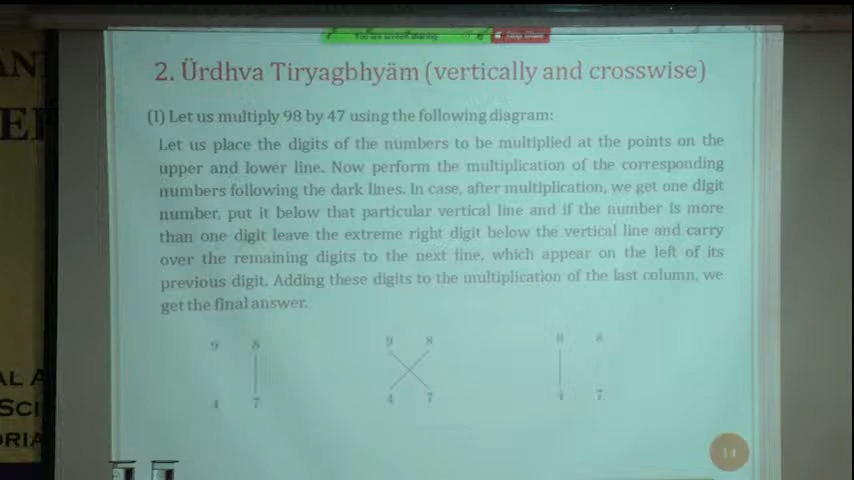 You are screen sharing
2. Ürdhva Tiryagbhyäm (vertically and crosswise)
(I) Let us multiply 98 by 47 using the following diagram:
Let us place the digits of the numbers to be multiplied at the points on the
upper and lower line. Now perform the multiplication of the corresponding
numbers following the dark lines. In case, after multiplication, we get one digit
number, put it below that particular vertical line and if the number is more
than one digit leave the extreme right digit below the vertical line and carry
over the remaining digits to the next line, which appear on the left of its
previous digit. Adding these digits to the multiplication of the last column, we
get the final answer.
9 8 9 8 8
4 7 4 7 4 7
14